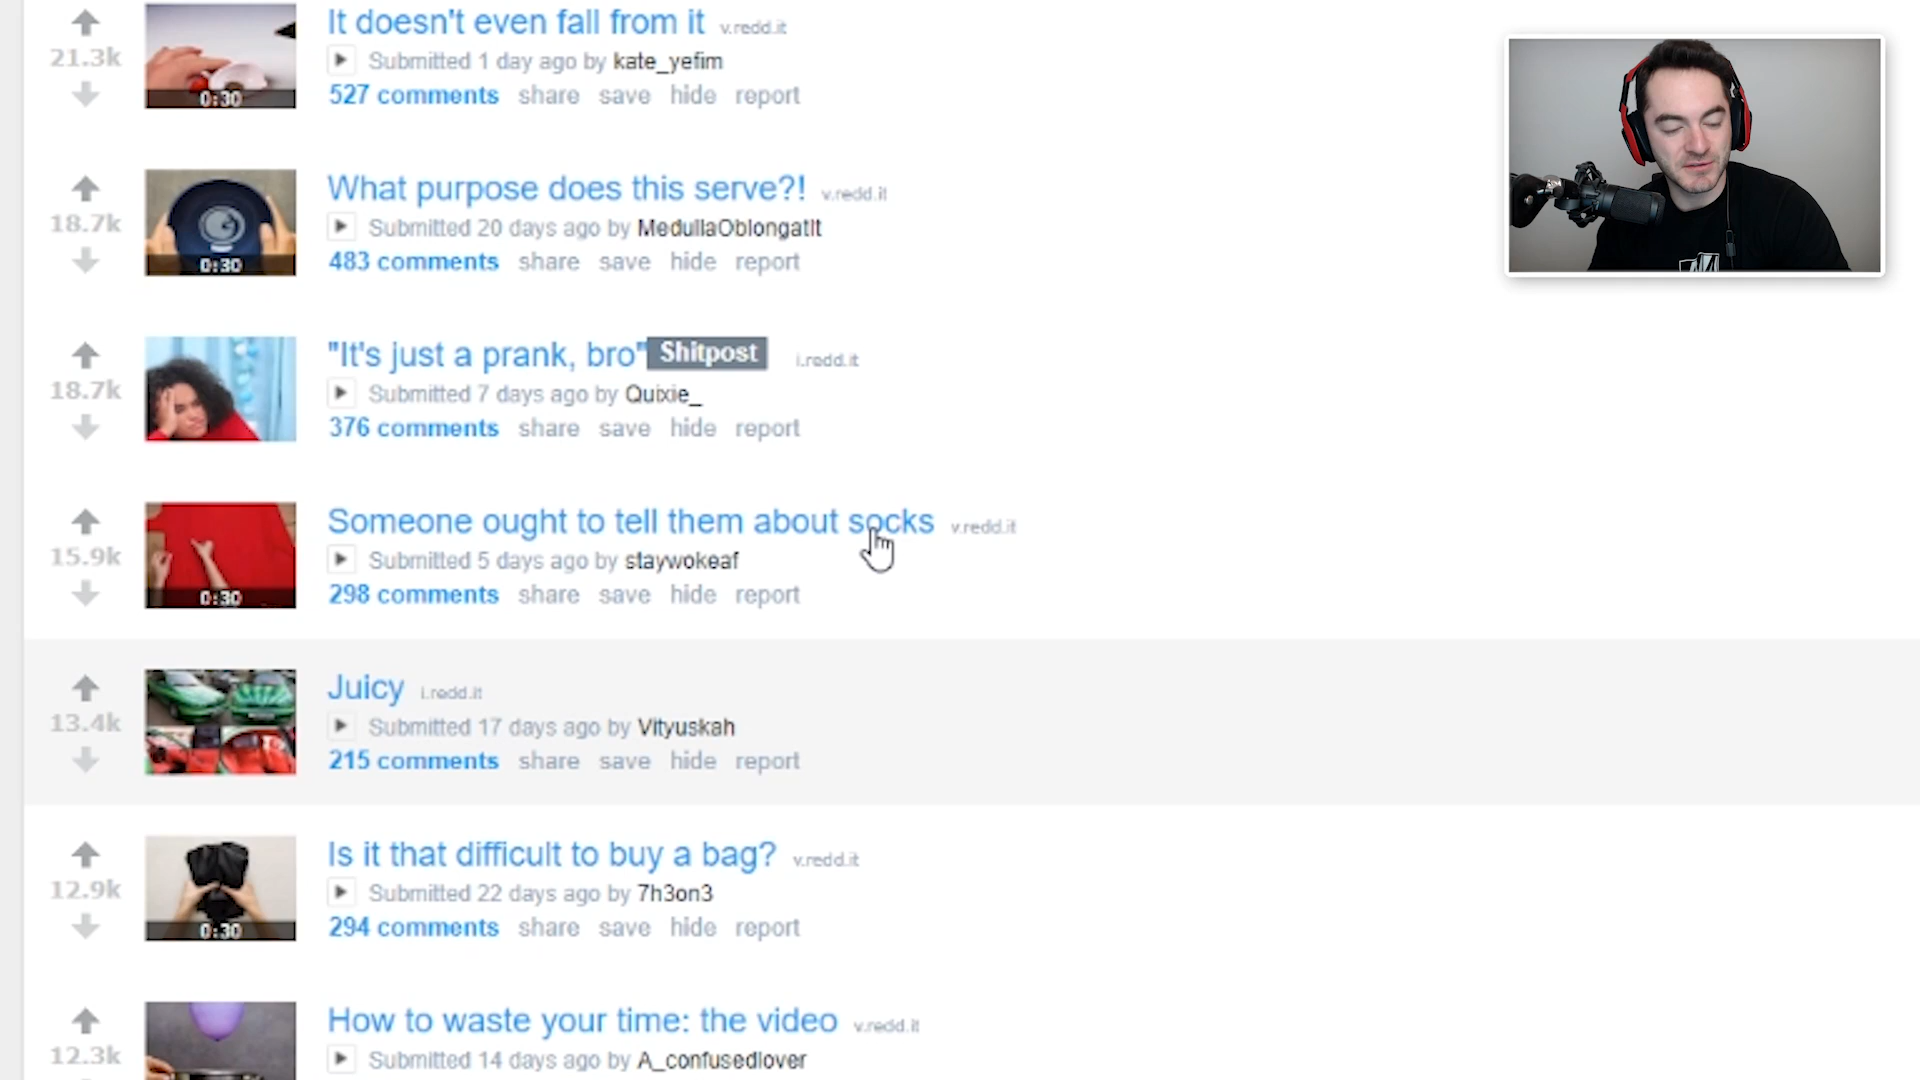 It doesn't even fall from it v.redd.it
21.3k
Submitted 1 day ago by kate_yefim
0:30
527 comments share save hide report
What purpose does this serve?! v.redd.it
18.7k
Submitted 20 days ago by MedullaOblongatIt
0:30
483 comments share save hide report
"It's just a prank, bro" Shitpost i.redd.it
18.7k
Submitted 7 days ago by Quixie_
376 comments share save hide report
Someone ought to tell them about socks v.redd.it
15.9k
Submitted 5 days ago by staywokeaf
0:30
298 comments share save hide report
Juicy i.redd.it
13.4k
Submitted 17 days ago by Vityuskah
215 comments share save hide report
Is it that difficult to buy a bag? v.redd.it
12.9k
Submitted 22 days ago by 7h3on3
0:30
294 comments share save hide report
How to waste your time: the video v.redd.it
12.3k
Submitted 14 days ago by A_confusedlover